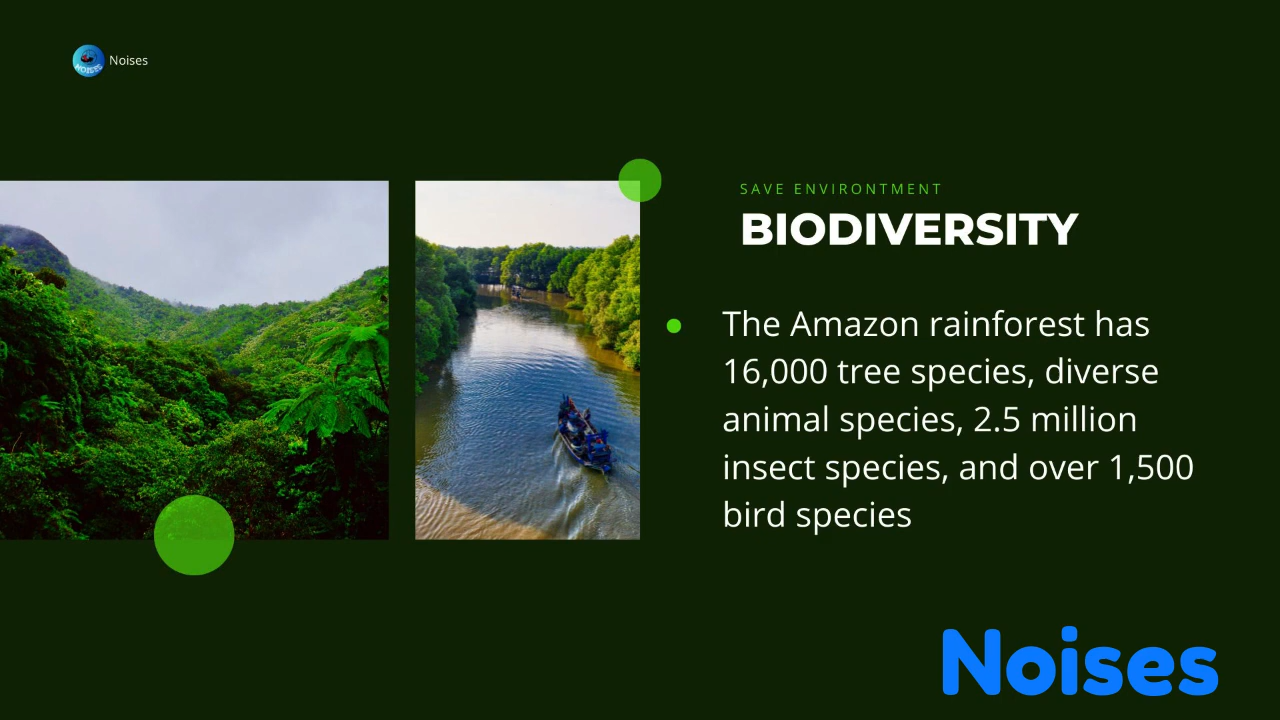 NOISES
Noises
SAVE ENVIRONTMENT
BIODIVERSITY
The Amazon rainforest has
16,000 tree species, diverse
animal species, 2.5 million
insect species, and over 1,500
bird species
Noises